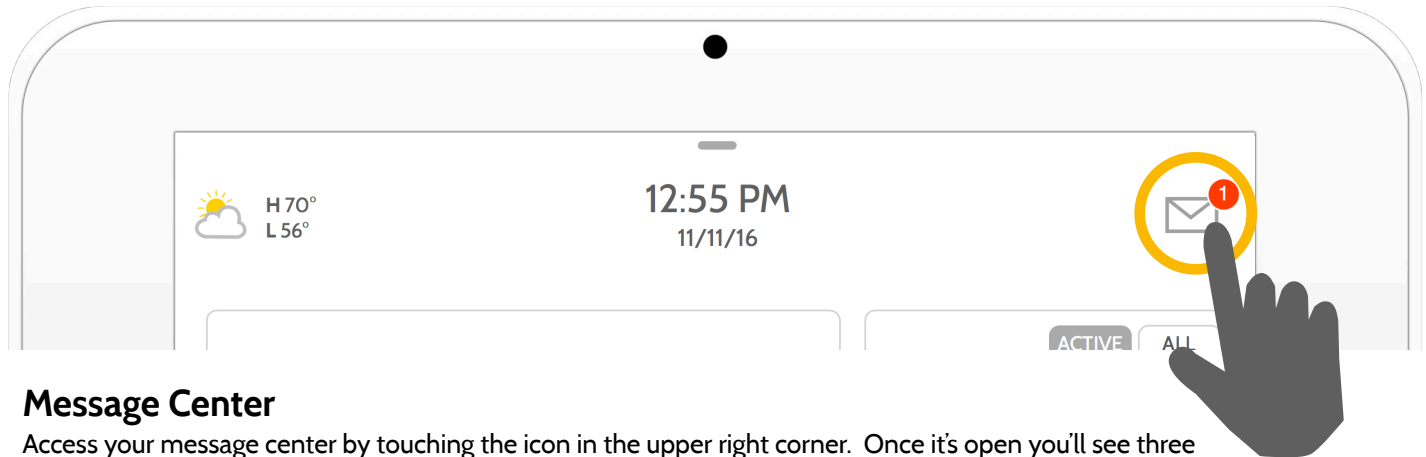 12:55 PM
1
H 70°
L 56°
11/11/16
ACTIVE
ALL
Message Center
Access your message center by touching the icon in the upper right corner. Once it's open you'll see three